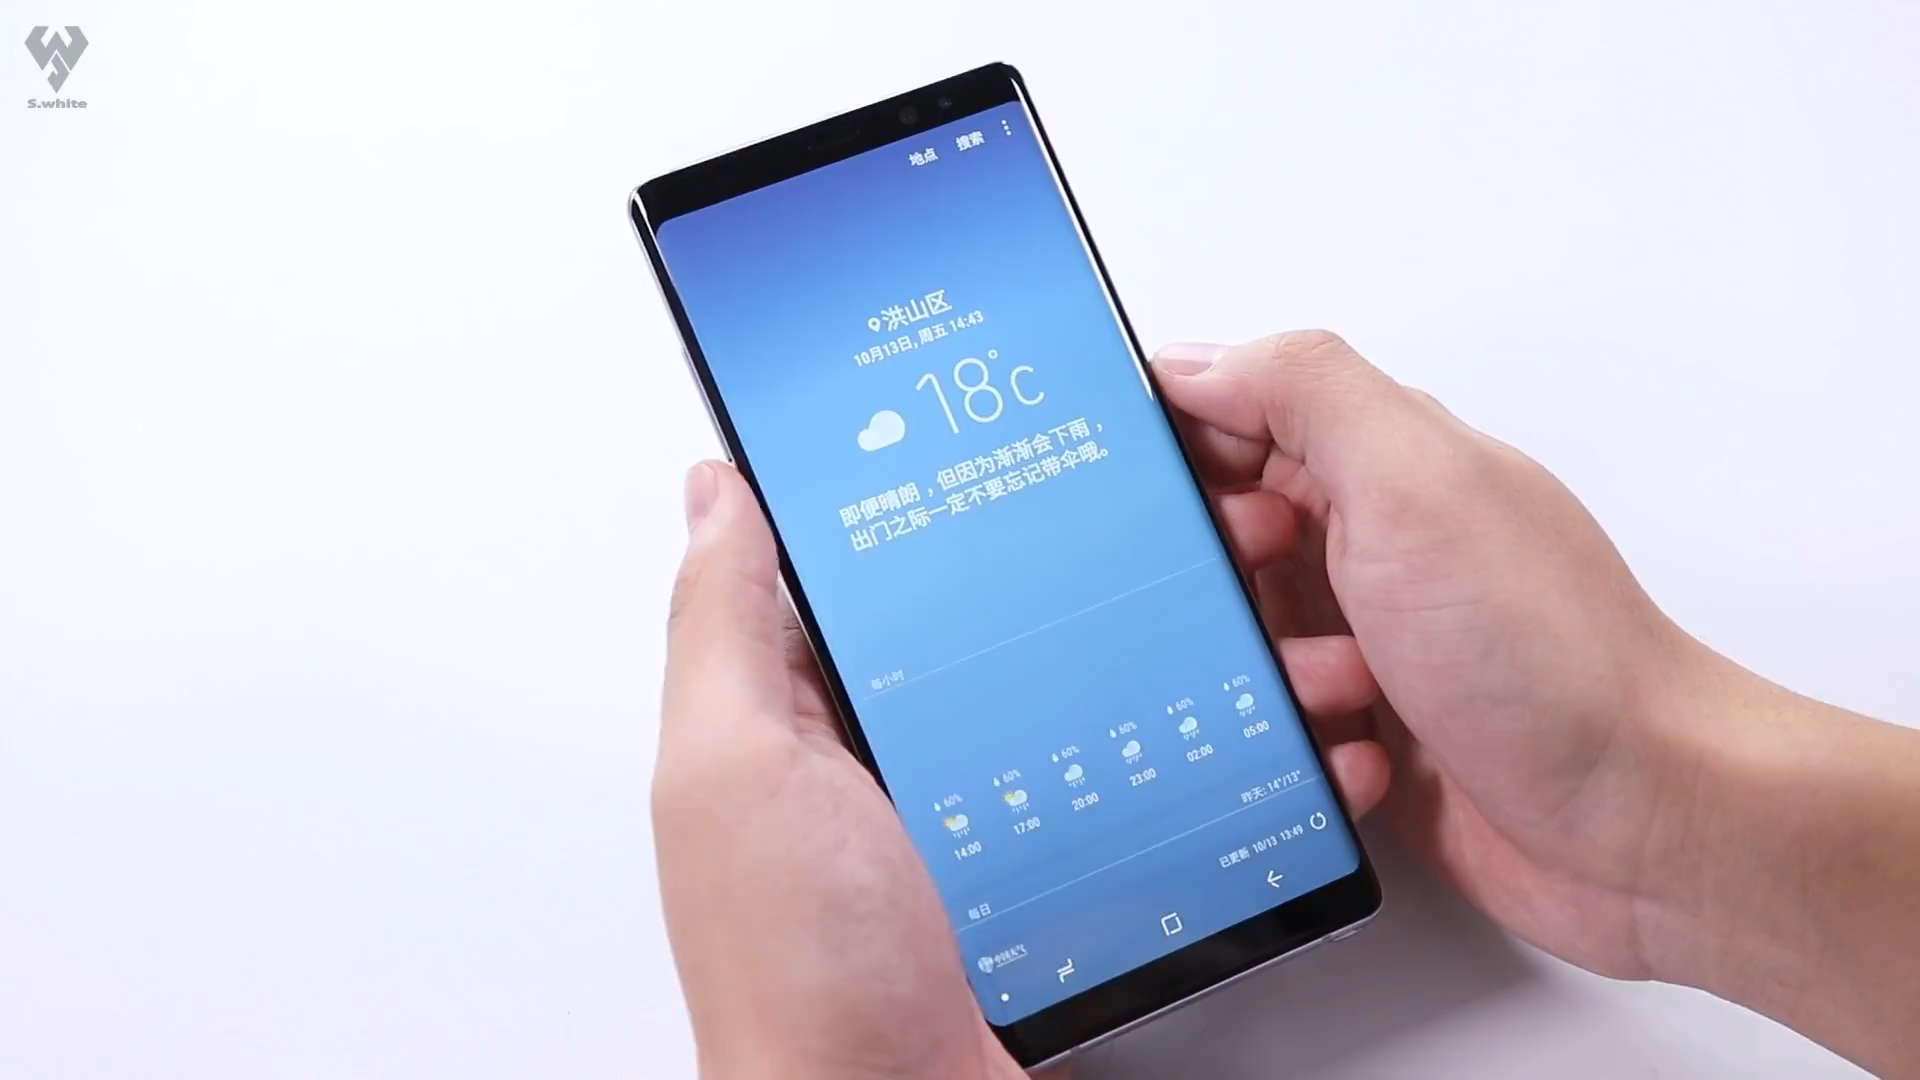 S.white
地点 搜索
洪山区
10月13日, 周五 14:43
18°C
即便晴朗，但因为渐渐会下雨，
出门之际一定不要忘记带伞哦。
每小时
60% 60% 60% 60% 60% 60%
14:00 17:00 20:00 23:00 02:00 05:00
昨天: 14°/13°
每日
已更新 10/13 13:49
中国天气